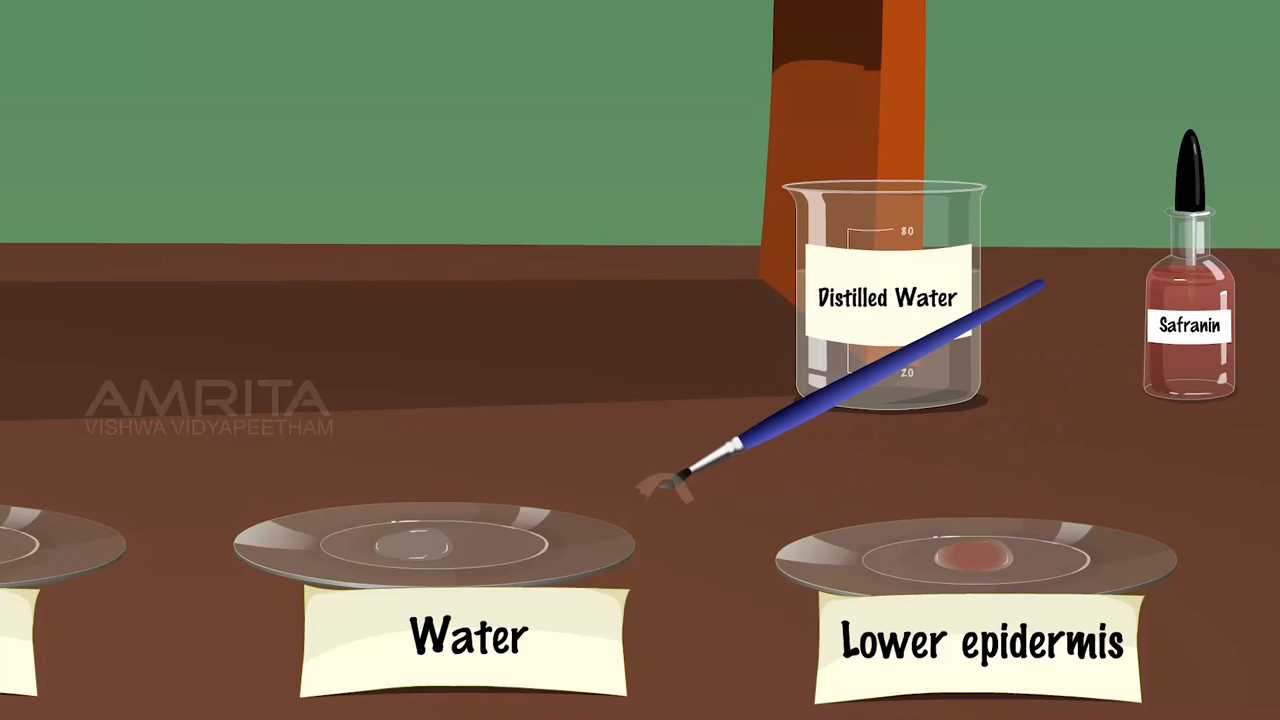 80
Distilled Water
20
Safranin
AMRITA
VISHWA VIDYAPEETHAM
Water
Lower epidermis